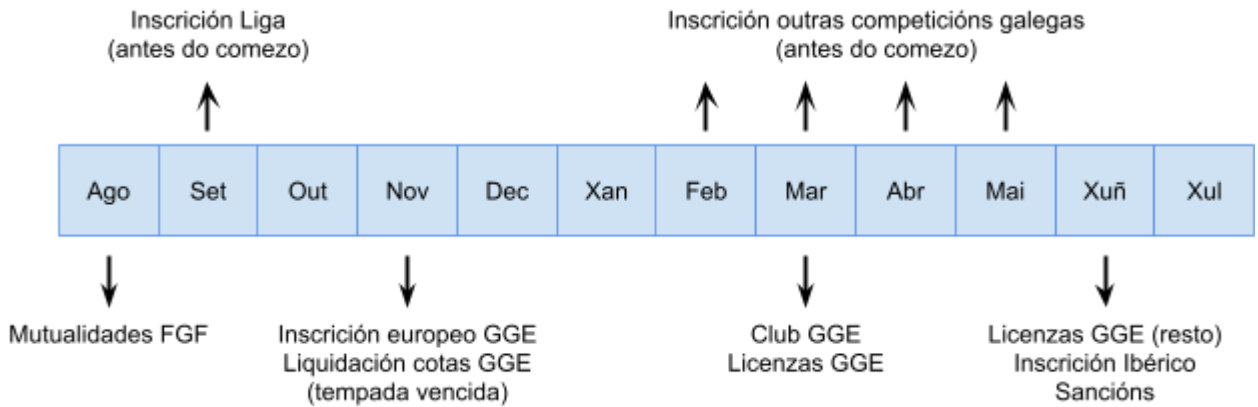 Inscrición Liga
(antes do comezo)
Inscrición outras competicións galegas
(antes do comezo)
Ago Set Out Nov Dec Xan Feb Mar Abr Mai Xuñ Xul
Mutualidades FGF
Inscrición europeo GGE
Liquidación cotas GGE
(tempada vencida)
Club GGE
Licenzas GGE
Licenzas GGE (resto)
Inscrición Ibérico
Sancións